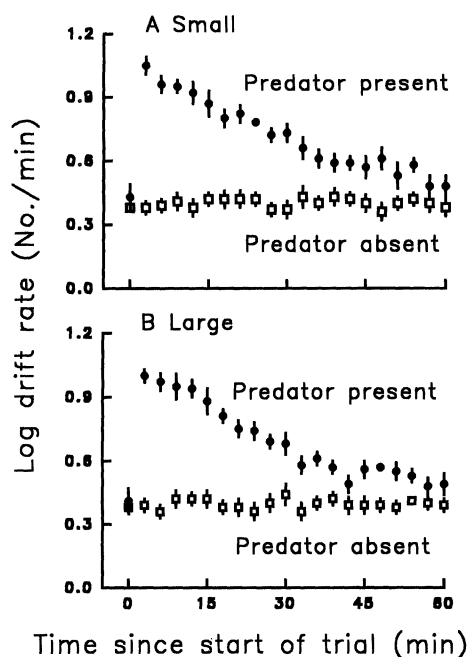 A Small
1.2
Predator present
0.9
0.6
0.3
Predator absent
0.0
B Large
1.2
Predator present
0.9
0.6
0.3
Predator absent
0.0
0 15 30 45 60
Log drift rate (No./min)
Time since start of trial (min)